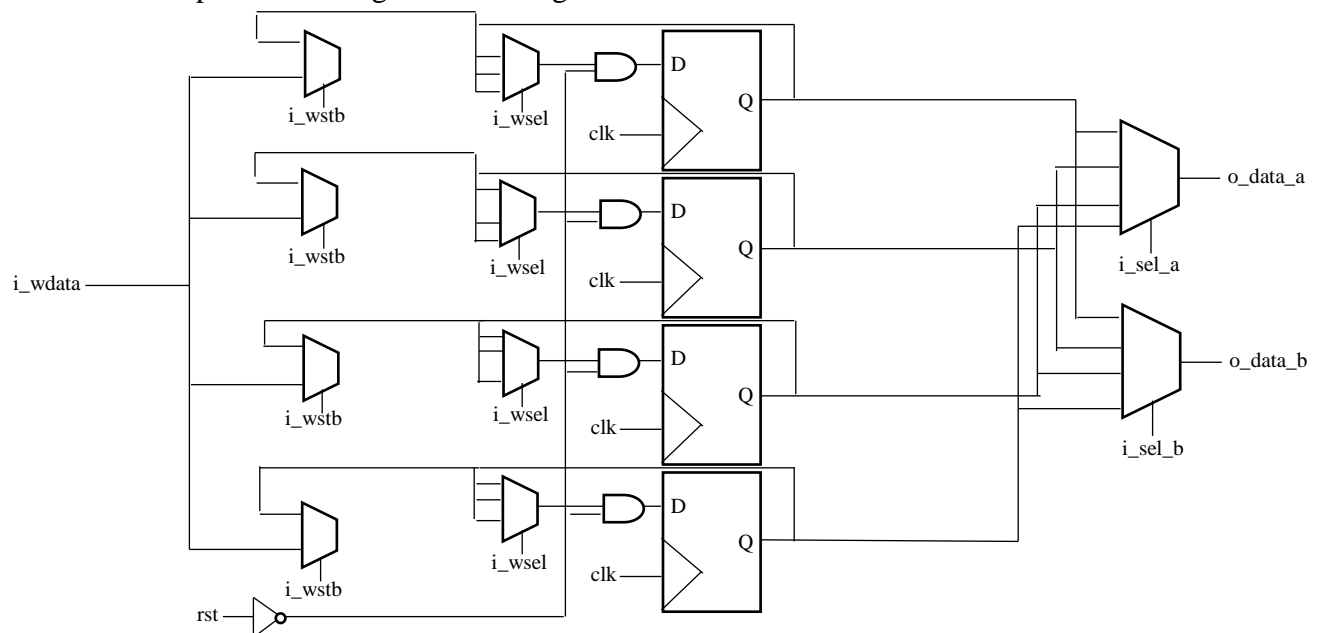 i_wstb
i_wsel
clk
D
Q
i_wstb
i_wsel
clk
D
Q
i_wdata
i_wstb
i_wsel
clk
D
Q
i_wstb
i_wsel
clk
D
Q
rst
o_data_a
i_sel_a
o_data_b
i_sel_b